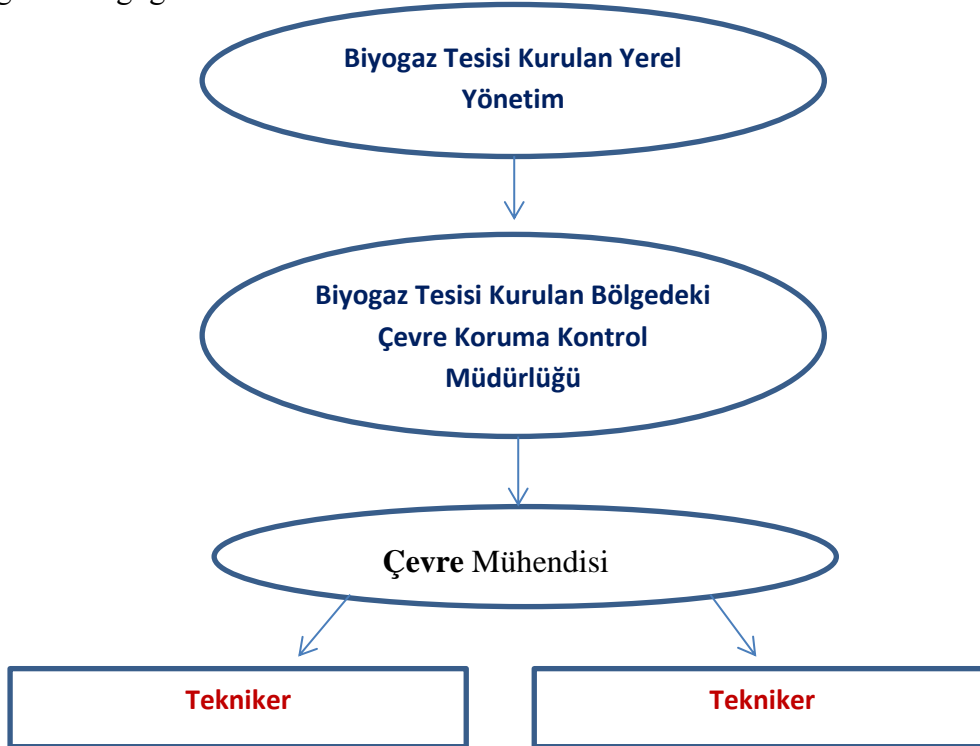 Biyogaz Tesisi Kurulan Yerel
Yönetim
Biyogaz Tesisi Kurulan Bölgedeki
Çevre Koruma Kontrol
Müdürlüğü
Çevre Mühendisi
Tekniker
Tekniker